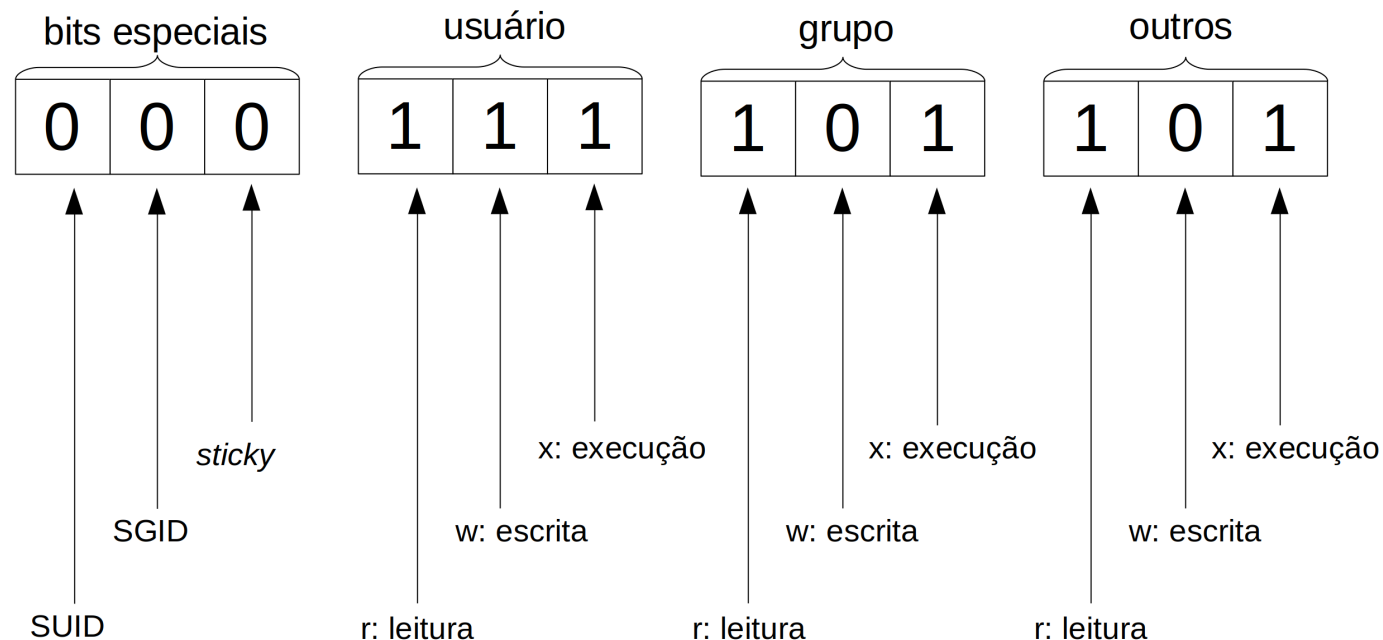 bits especiais
usuário
grupo
outros
0 0 0
1 1 1
1 0 1
1 0 1
sticky
x: execução
x: execução
x: execução
SGID
w: escrita
w: escrita
w: escrita
SUID
r: leitura
r: leitura
r: leitura